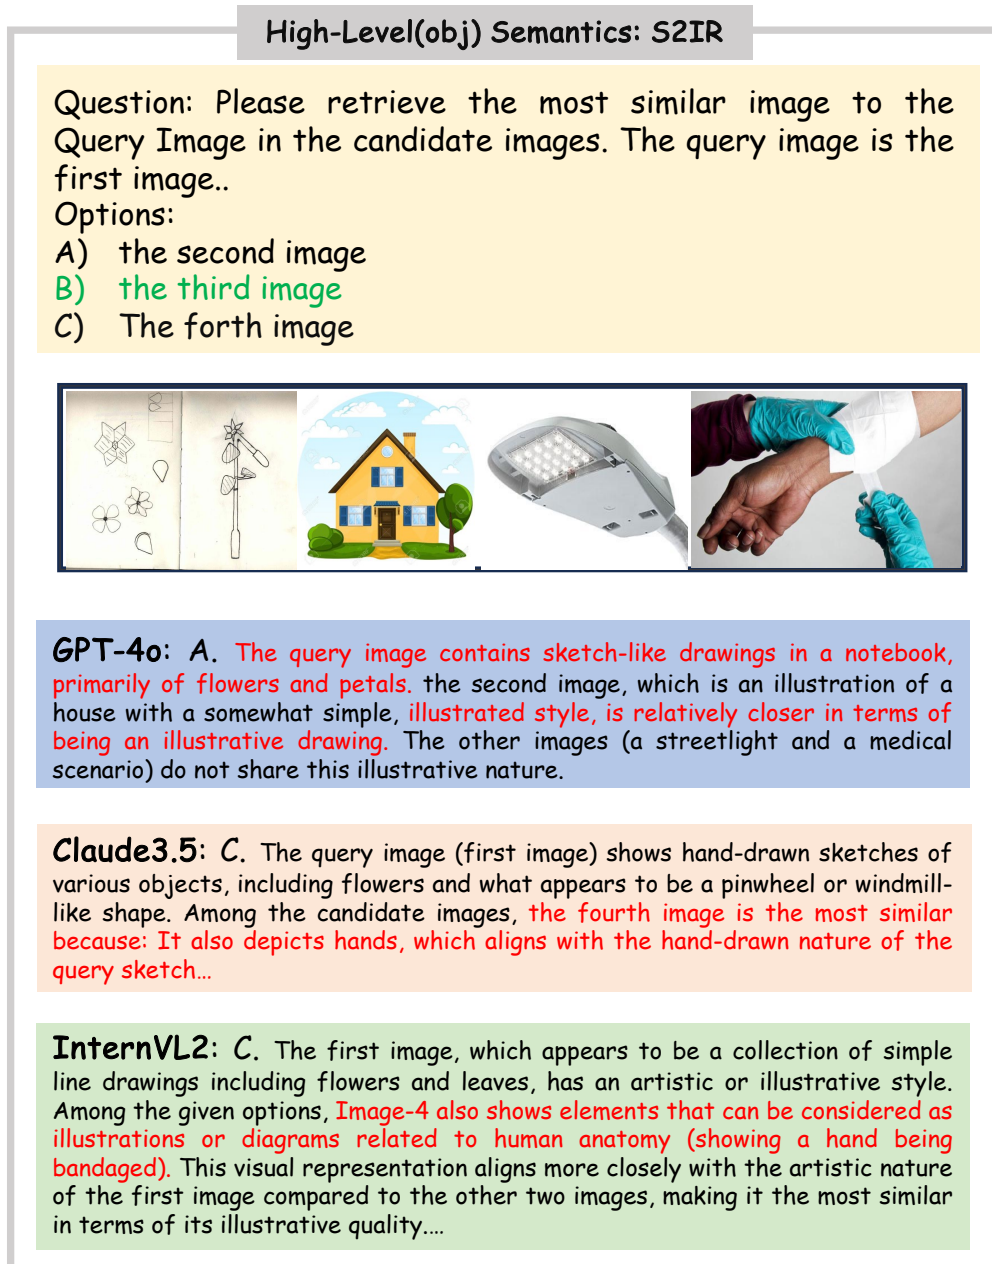 High-Level(obj) Semantics: S2IR
Question: Please retrieve the most similar image to the
Query Image in the candidate images. The query image is the
first image..
Options:
A) the second image
B) the third image
C) The forth image
GPT-4o: A. The query image contains sketch-like drawings in a notebook,
primarily of flowers and petals. the second image, which is an illustration of a
house with a somewhat simple, illustrated style, is relatively closer in terms of
being an illustrative drawing. The other images (a streetlight and a medical
scenario) do not share this illustrative nature.
Claude3.5: C. The query image (first image) shows hand-drawn sketches of
various objects, including flowers and what appears to be a pinwheel or windmill-
like shape. Among the candidate images, the fourth image is the most similar
because: It also depicts hands, which aligns with the hand-drawn nature of the
query sketch…
InternVL2: C. The first image, which appears to be a collection of simple
line drawings including flowers and leaves, has an artistic or illustrative style.
Among the given options, Image-4 also shows elements that can be considered as
illustrations or diagrams related to human anatomy (showing a hand being
bandaged). This visual representation aligns more closely with the artistic nature
of the first image compared to the other two images, making it the most similar
in terms of its illustrative quality.…